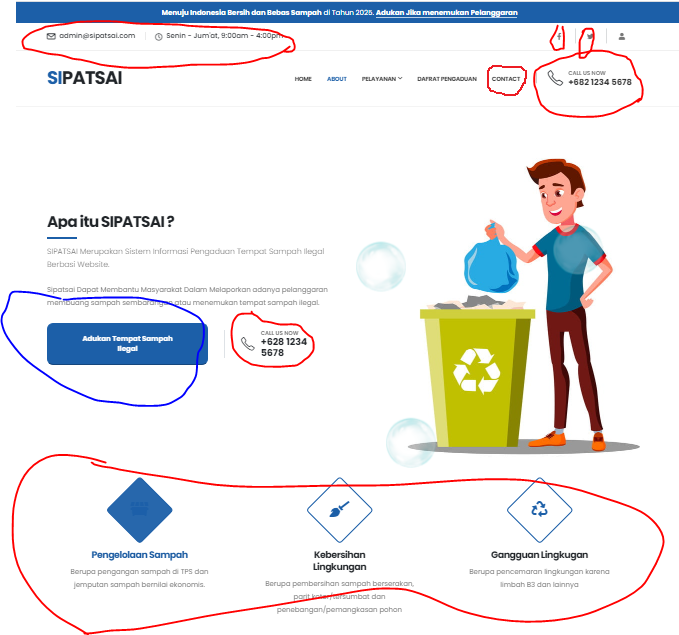 Menuju Indonesia Bersih dan Bebas Sampah di Tahun 2025. Adukan Jika menemukan Pelanggaran
admin@sipatsai.com Senin - Jum'at, 9:00am - 4:00pm
SIPATSAI HOME ABOUT PELAYANAN DAFRAT PENGADUAN CONTACT CALL US NOW
+682 1234 5678
Apa itu SIPATSAI ?
SIPATSAI Merupakan Sistem Informasi Pengaduan Tempat Sampah Ilegal
Berbasi Website.
Sipatsai Dapat Membantu Masyarakat Dalam Melaporkan adanya pelanggaran
membuang sampah sembarangan atau menemukan tempat sampah ilegal.
Adukan Tempat Sampah
Ilegal
CALL US NOW
+628 1234
5678
Pengelolaan Sampah
Berupa pengangan sampah di TPS dan
jemputan sampah bernilai ekonomis.
Kebersihan
Lingkungan
Berupa pembersihan sampah berserakan,
parit kotor/tersumbat dan
penebangan/pemangkasan pohon
Gangguan Lingkugan
Berupa pencemaran lingkungan karena
limbah B3 dan lainnya